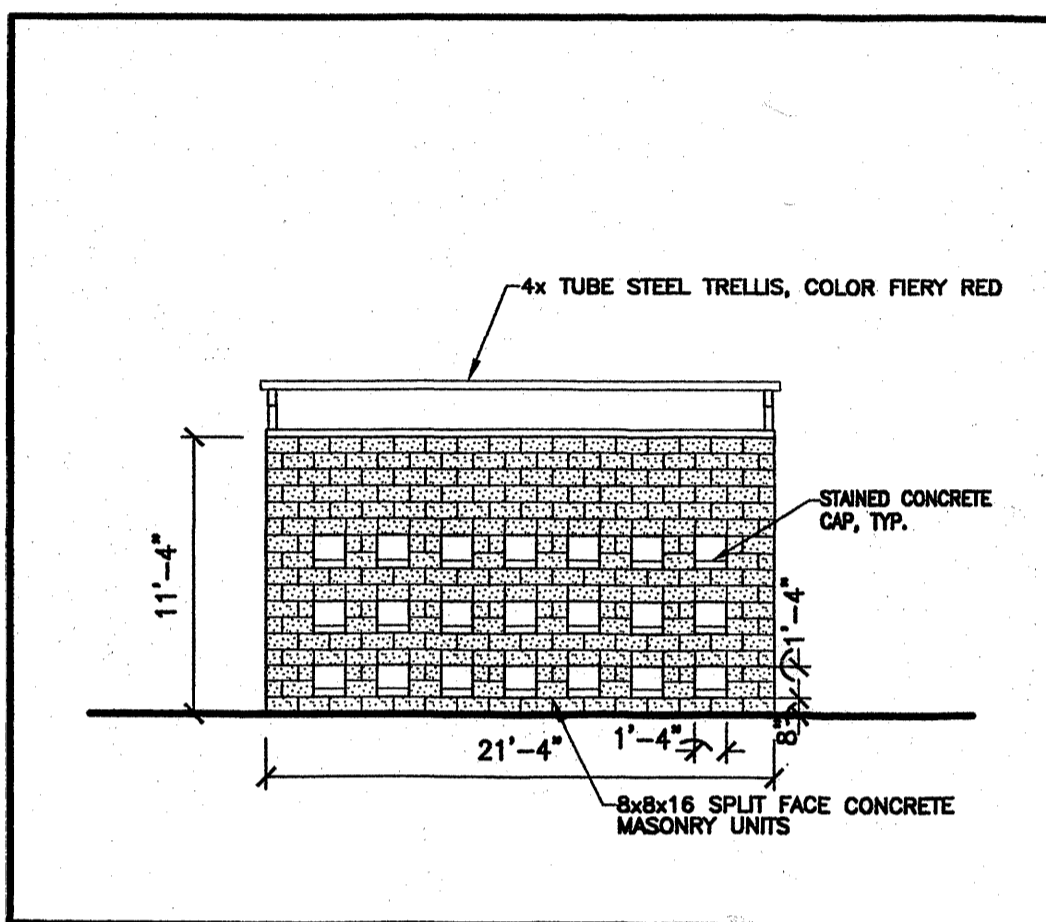 4x TUBE STEEL TRELLIS, COLOR FIERY RED
STAINED CONCRETE
CAP, TYP.
11'-4"
1'-4"
8"
21'-4"
1'-4"
8x8x16 SPLIT FACE CONCRETE
MASONRY UNITS